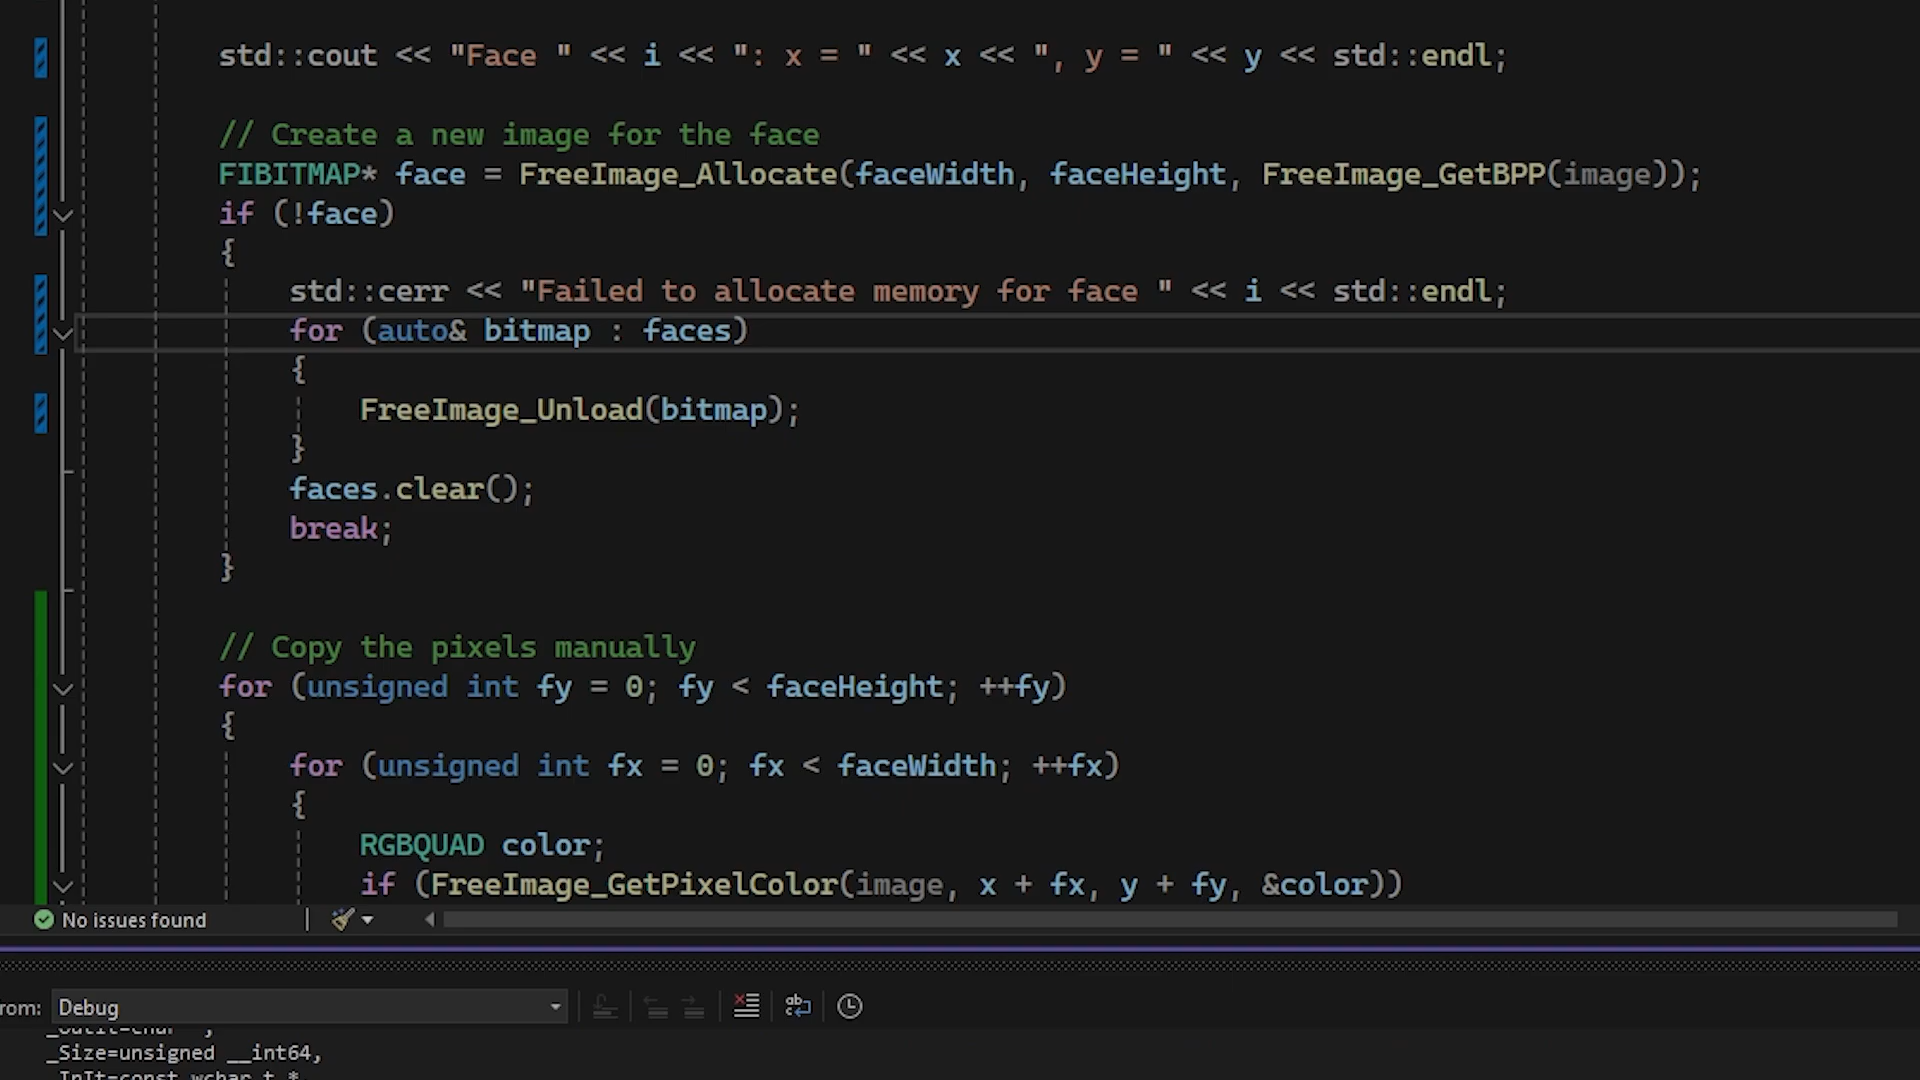 std::cout << "Face " << i << ": x = " << x << ", y = " << y << std::endl;
// Create a new image for the face
FIBITMAP* face = FreeImage_Allocate(faceWidth, faceHeight, FreeImage_GetBPP(image));
if (!face)
{
std::cerr << "Failed to allocate memory for face " << i << std::endl;
for (auto& bitmap : faces)
{
FreeImage_Unload(bitmap);
}
faces.clear();
break;
}
// Copy the pixels manually
for (unsigned int fy = 0; fy < faceHeight; ++fy)
{
for (unsigned int fx = 0; fx < faceWidth; ++fx)
{
RGBQUAD color;
if (FreeImage_GetPixelColor(image, x + fx, y + fy, &color))
No issues found
rom: Debug
_Size=unsigned __int64,
_InIt=const wchar_t *